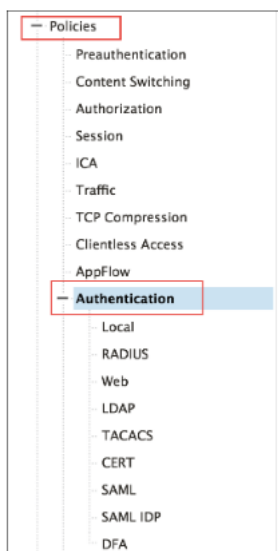 Policies
Preauthentication
Content Switching
Authorization
Session
ICA
Traffic
TCP Compression
Clientless Access
AppFlow
Authentication
Local
RADIUS
Web
LDAP
TACACS
CERT
SAML
SAML IDP
DFA